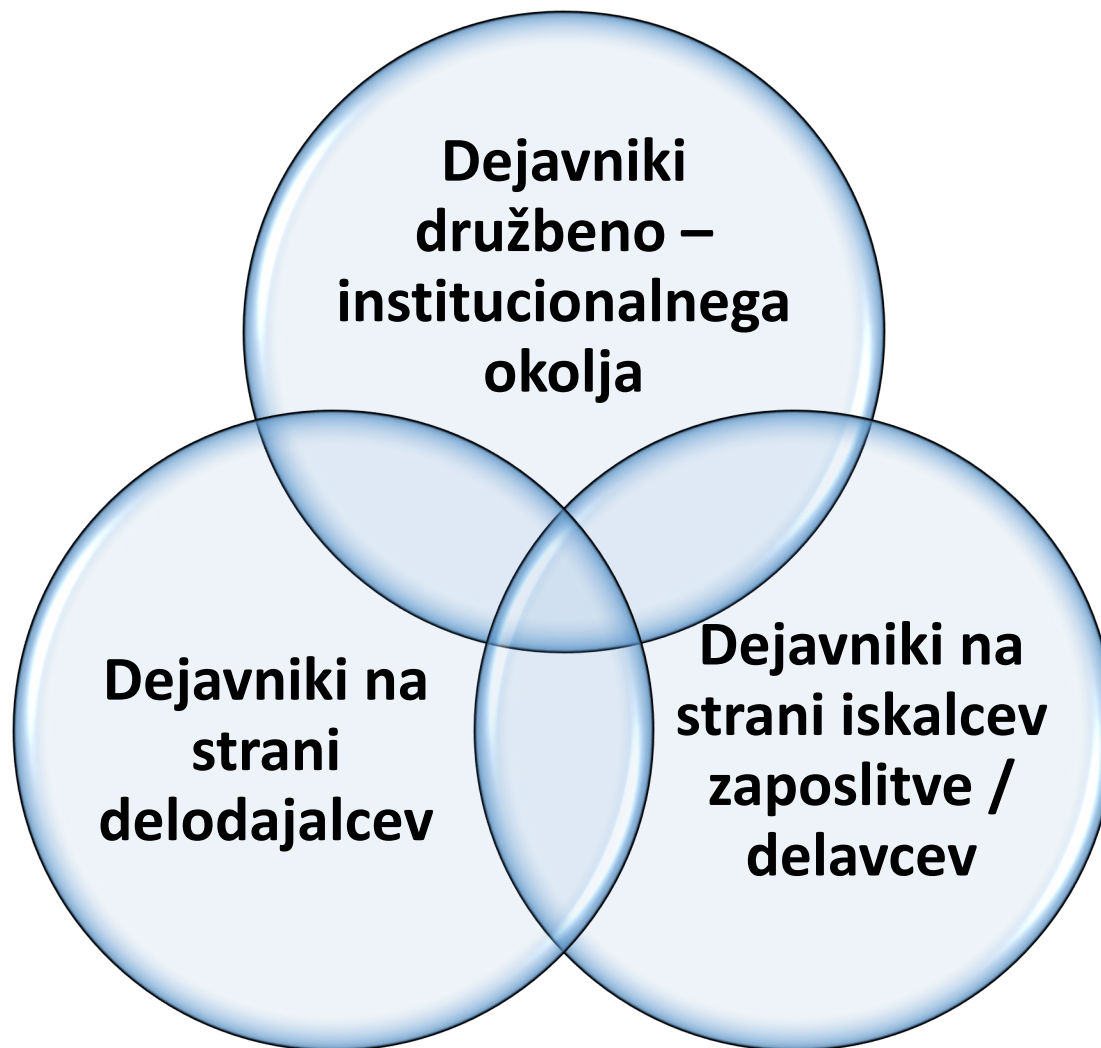 Dejavniki
družbeno –
institucionalnega
okolja
Dejavniki na
strani
delodajalcev
Dejavniki na
strani iskalcev
zaposlitve /
delavcev